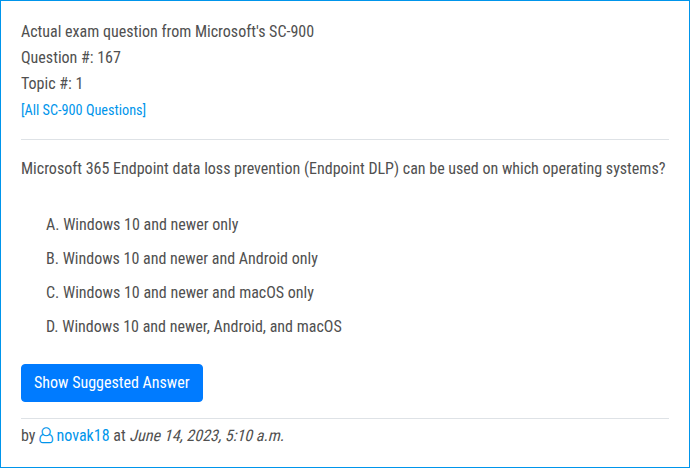 Actual exam question from Microsoft's SC-900
Question #: 167
Topic #: 1
[All SC-900 Questions]
Microsoft 365 Endpoint data loss prevention (Endpoint DLP) can be used on which operating systems?
A. Windows 10 and newer only
B. Windows 10 and newer and Android only
C. Windows 10 and newer and macOS only
D. Windows 10 and newer, Android, and macOS
Show Suggested Answer
by novak18 at June 14, 2023, 5:10 a.m.